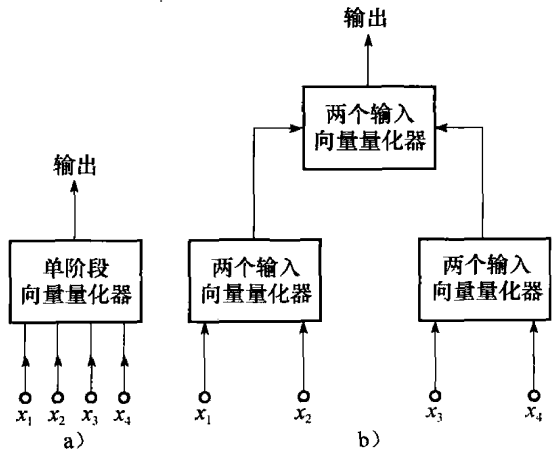 输出
两个输入
向量量化器
输出
单阶段
向量量化器
两个输入
向量量化器
两个输入
向量量化器
x₁ x₂ x₃ x₄
x₁ x₂ x₃ x₄
a) b)